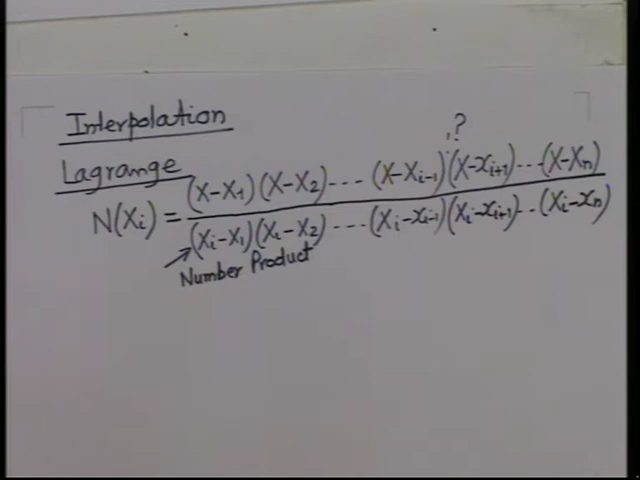 Interpolation
Lagrange
,?
N(Xi) = (X-X1)(X-X2)---(X-Xi-1)(X-xi+1)---(X-Xn) / (Xi-X1)(Xi-X2)---(Xi-xi-1)(Xi-xi+1)--(Xi-xn)
Number Product